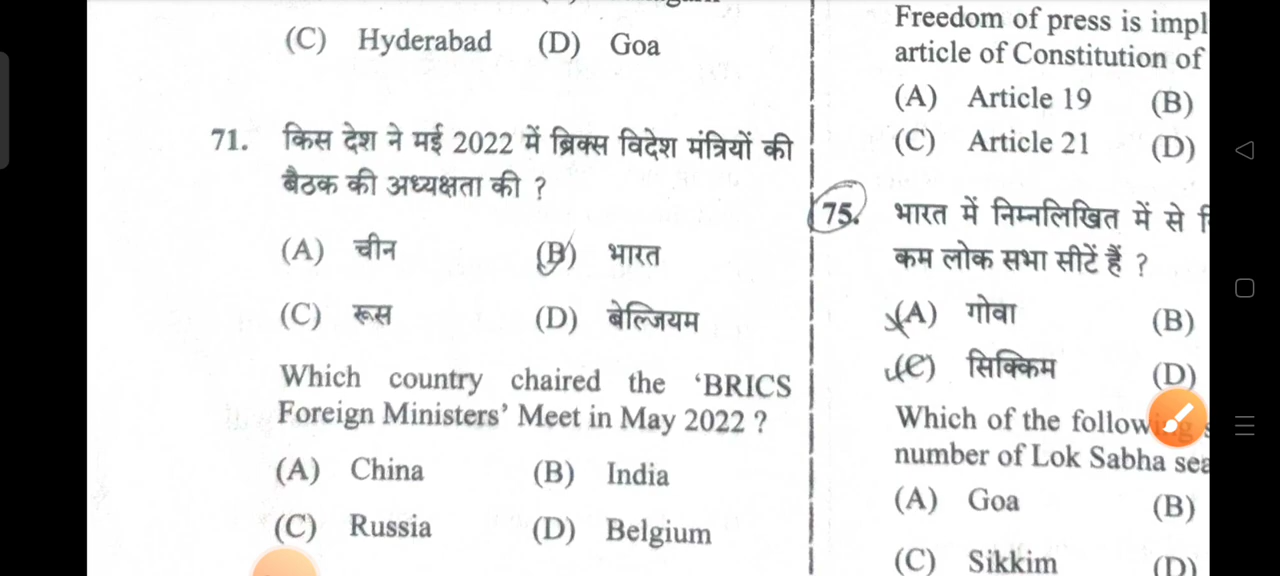 (C) Hyderabad (D) Goa
71. किस देश ने मई 2022 में ब्रिक्स विदेश मंत्रियों की
बैठक की अध्यक्षता की ?
(A) चीन (B) भारत
(C) रूस (D) बेल्जियम
Which country chaired the ‘BRICS
Foreign Ministers’ Meet in May 2022 ?
(A) China (B) India
(C) Russia (D) Belgium
Freedom of press is impl
article of Constitution of
(A) Article 19 (B)
(C) Article 21 (D)
75. भारत में निम्नलिखित में से
कम लोक सभा सीटें हैं ?
(A) गोवा (B)
(C) सिक्किम (D)
Which of the follow
number of Lok Sabha sea
(A) Goa (B)
(C) Sikkim (D)